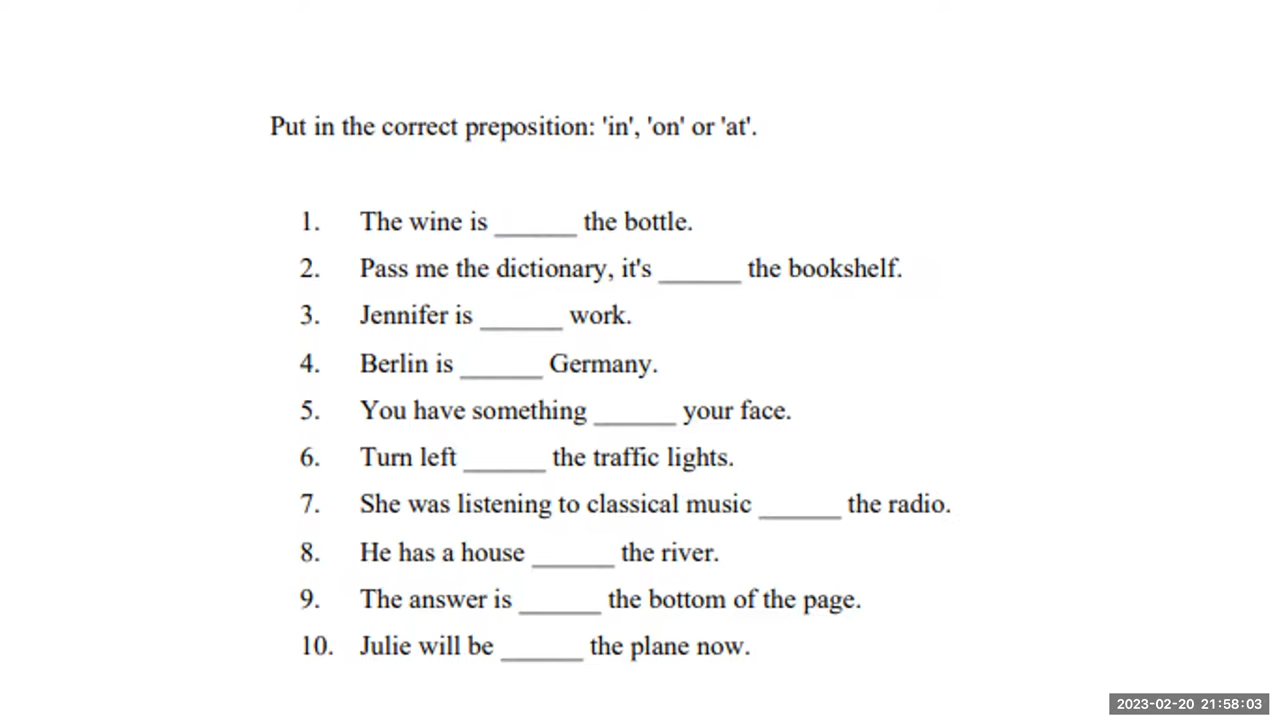 Put in the correct preposition: 'in', 'on' or 'at'.
1. The wine is ______ the bottle.
2. Pass me the dictionary, it's ______ the bookshelf.
3. Jennifer is ______ work.
4. Berlin is ______ Germany.
5. You have something ______ your face.
6. Turn left ______ the traffic lights.
7. She was listening to classical music ______ the radio.
8. He has a house ______ the river.
9. The answer is ______ the bottom of the page.
10. Julie will be ______ the plane now.
2023-02-20 21:58:03